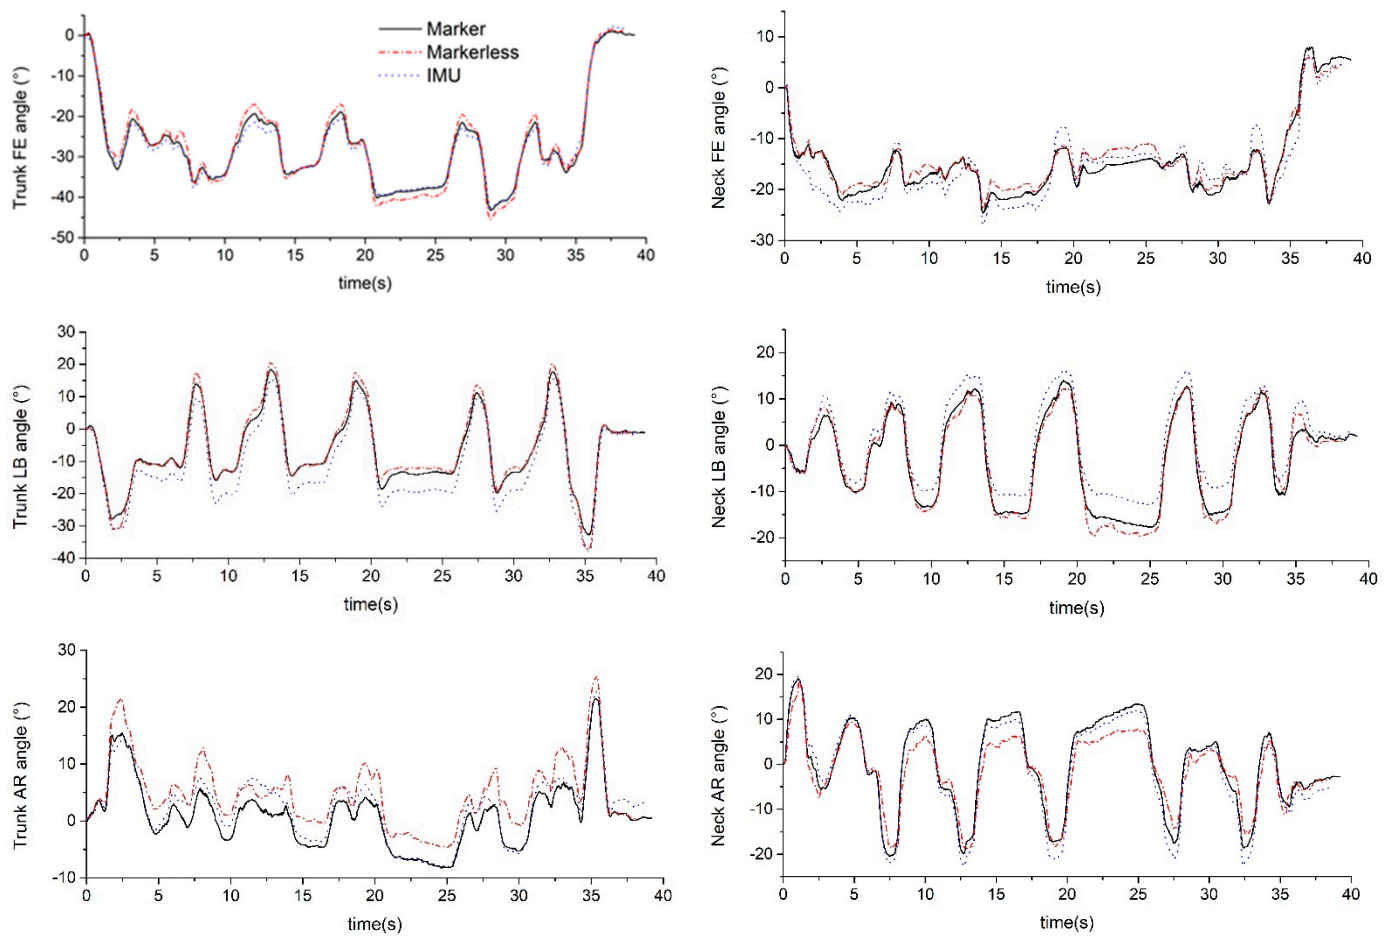 Marker
Markerless
IMU
Trunk FE angle (°)
0
-10
-20
-30
-40
-50
0 5 10 15 20 25 30 35 40
time(s)
Neck FE angle (°)
10
0
-10
-20
-30
0 5 10 15 20 25 30 35 40
time(s)
Trunk LB angle (°)
30
20
10
0
-10
-20
-30
-40
0 5 10 15 20 25 30 35 40
time(s)
Neck LB angle (°)
20
10
0
-10
-20
0 5 10 15 20 25 30 35 40
time(s)
Trunk AR angle (°)
30
20
10
0
-10
0 5 10 15 20 25 30 35 40
time(s)
Neck AR angle (°)
20
10
0
-10
-20
0 5 10 15 20 25 30 35 40
time(s)